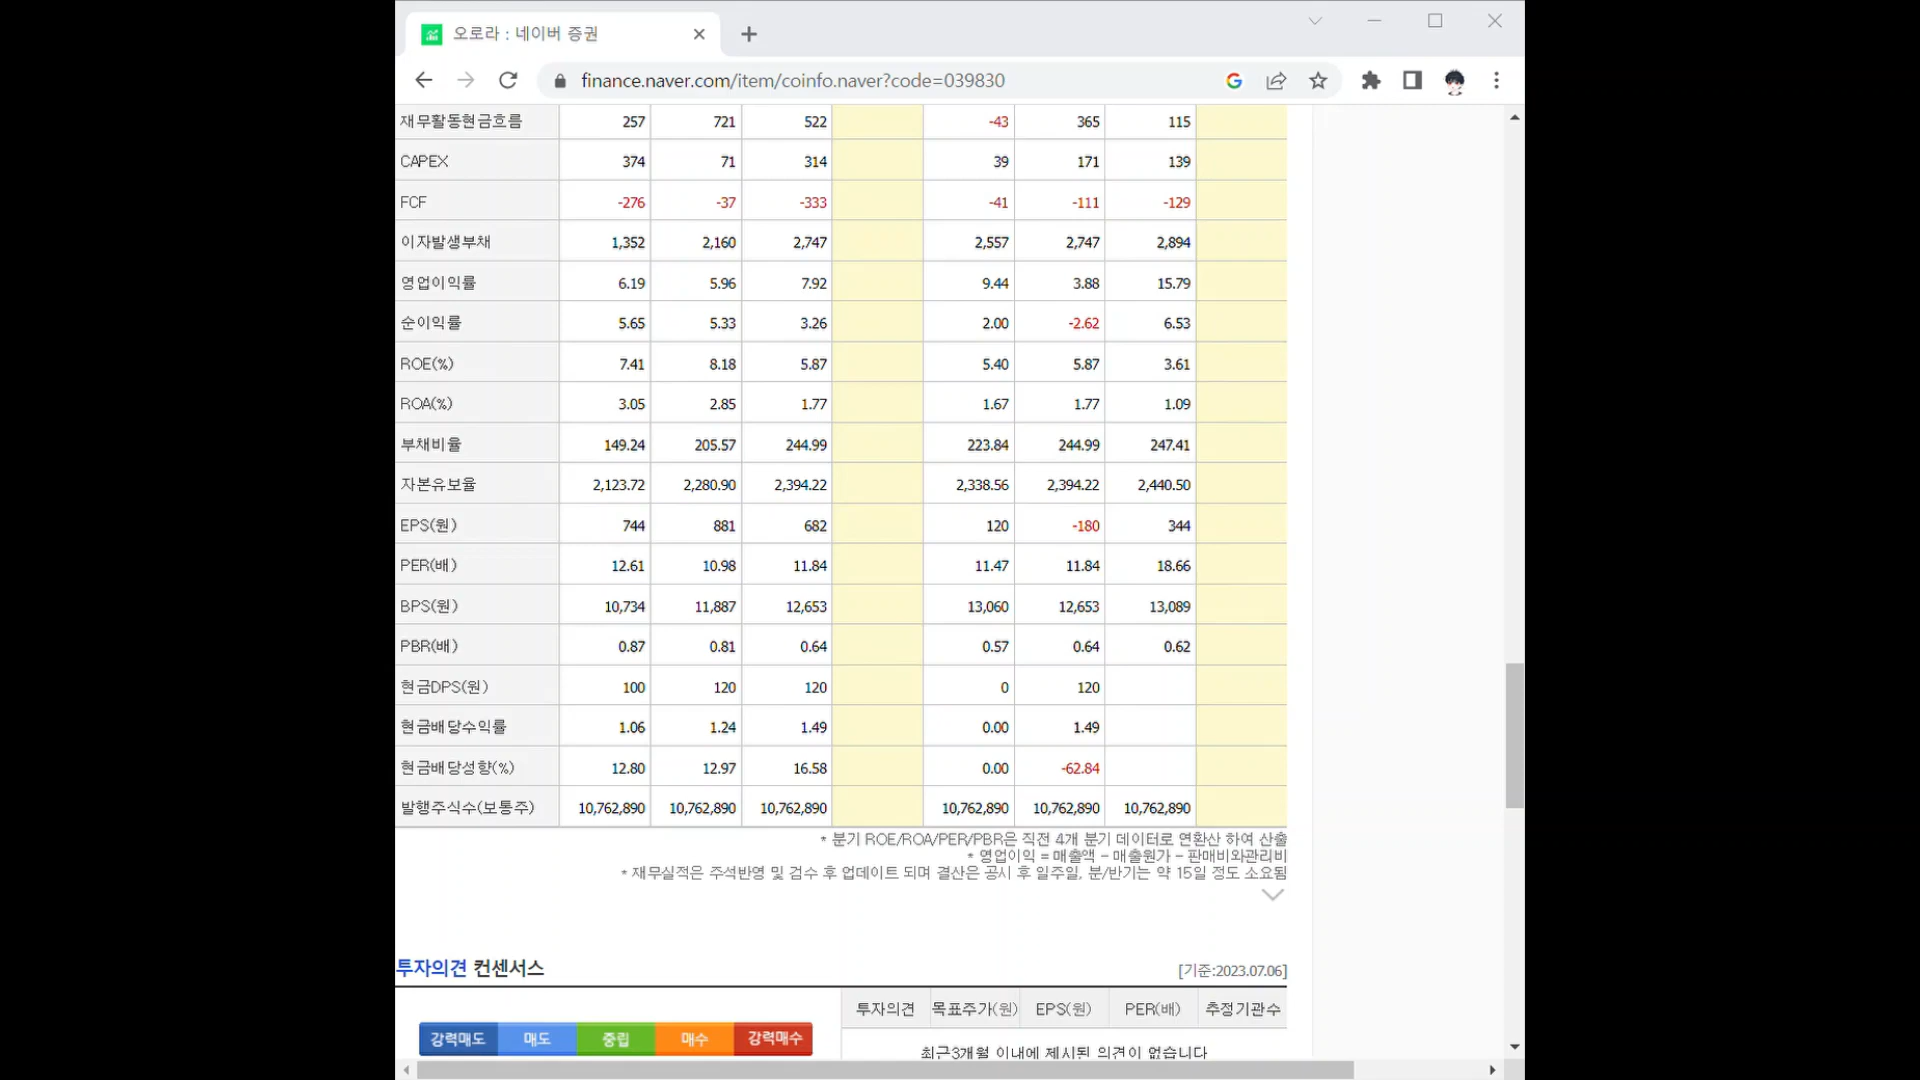 오로라 : 네이버 증권
finance.naver.com/item/coinfo.naver?code=039830
재무활동현금흐름 257 721 522 -43 365 115
CAPEX 374 71 314 39 171 139
FCF -276 -37 -333 -41 -111 -129
이자발생부채 1,352 2,160 2,747 2,557 2,747 2,894
영업이익률 6.19 5.96 7.92 9.44 3.88 15.79
순이익률 5.65 5.33 3.26 2.00 -2.62 6.53
ROE(%) 7.41 8.18 5.87 5.40 5.87 3.61
ROA(%) 3.05 2.85 1.77 1.67 1.77 1.09
부채비율 149.24 205.57 244.99 223.84 244.99 247.41
자본유보율 2,123.72 2,280.90 2,394.22 2,338.56 2,394.22 2,440.50
EPS(원) 744 881 682 120 -180 344
PER(배) 12.61 10.98 11.84 11.47 11.84 18.66
BPS(원) 10,734 11,887 12,653 13,060 12,653 13,089
PBR(배) 0.87 0.81 0.64 0.57 0.64 0.62
현금DPS(원) 100 120 120 0 120
현금배당수익률 1.06 1.24 1.49 0.00 1.49
현금배당성향(%) 12.80 12.97 16.58 0.00 -62.84
발행주식수(보통주) 10,762,890 10,762,890 10,762,890 10,762,890 10,762,890 10,762,890
* 분기 ROE/ROA/PER/PBR은 직전 4개 분기 데이터로 연환산 하여 산출
* 영업이익 = 매출액 - 매출원가 - 판매비와관리비
* 재무실적은 주석반영 및 검수 후 업데이트 되며 결산은 공시 후 일주일, 분/반기는 약 15일 정도 소요됨
투자의견 컨센서스 [기준:2023.07.06]
투자의견 목표주가(원) EPS(원) PER(배) 추정기관수
강력매도 매도 중립 매수 강력매수
최근3개월 이내에 제시된 의견이 없습니다